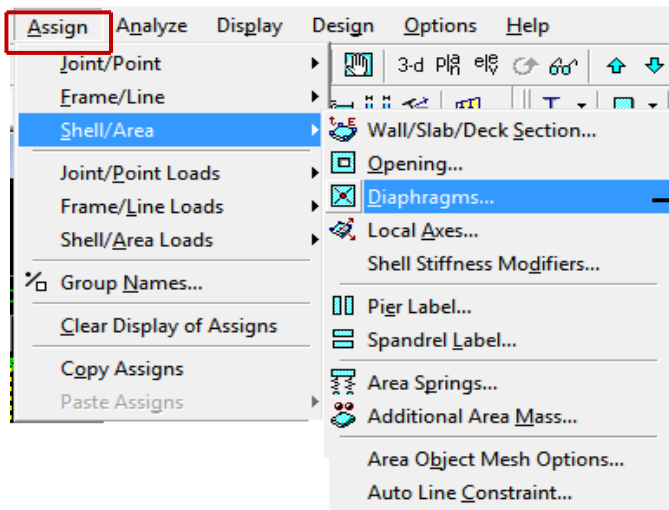 Assign Analyze Display Design Options Help
Joint/Point
Frame/Line
Shell/Area
Joint/Point Loads
Frame/Line Loads
Shell/Area Loads
Group Names...
Clear Display of Assigns
Copy Assigns
Paste Assigns
3-d
Wall/Slab/Deck Section...
Opening...
Diaphragms...
Local Axes...
Shell Stiffness Modifiers...
Pier Label...
Spandrel Label...
Area Springs...
Additional Area Mass...
Area Object Mesh Options...
Auto Line Constraint...